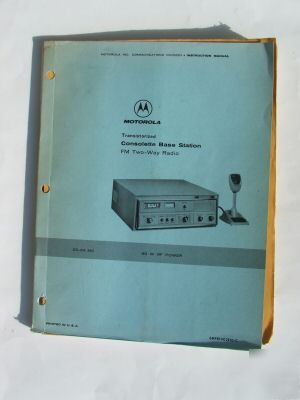 MOTOROLA INC. COMMUNICATIONS DIVISION • INSTRUCTION MANUAL
MOTOROLA
Transistorized
Consolette Base Station
FM Two-Way Radio
RF POWER
PRINTED IN U.S.A.